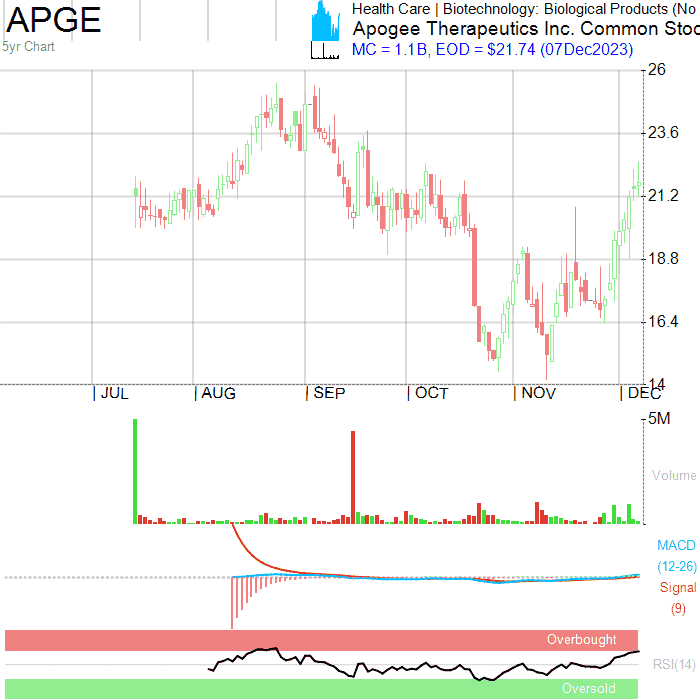 APGE
5yr Chart
Health Care | Biotechnology: Biological Products (No
Apogee Therapeutics Inc. Common Stoc
MC = 1.1B, EOD = $21.74 (07Dec2023)
26
23.6
21.2
18.8
16.4
14
| JUL | AUG | SEP | OCT | NOV | DEC
5M
Volume
MACD
(12-26)
Signal
(9)
Overbought
RSI(14)
Oversold